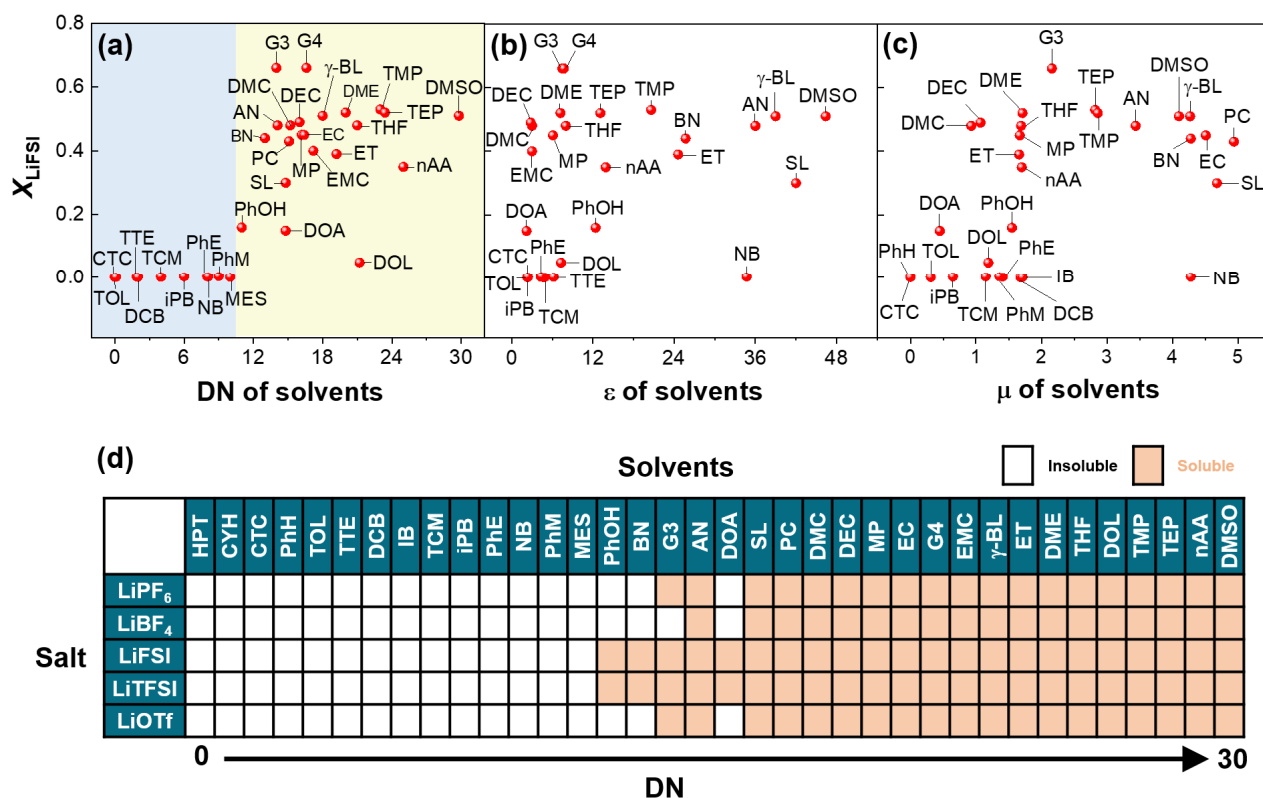 (a)
G3 G4
γ-BL
DMC DEC TMP
DME DMSO
AN
TEP
BN EC THF
PC
MP ET nAA
EMC
SL
PhOH
DOA
DOL
TTE PhE
CTC TCM PhM
TOL iPB MES
DCB NB
0.8
0.6
0.4
0.2
0.0
X_LiFSI
0 6 12 18 24 30
DN of solvents
(b)
G3 G4
DEC DME TEP TMP γ-BL
AN DMSO
BN
DMC THF
EMC MP ET
nAA SL
DOA PhOH
CTC PhE NB
DOL
TOL TTE
iPB
TCM
0 12 24 36 48
ε of solvents
(c)
G3
DEC DME TEP DMSO
AN γ-BL
THF PC
DMC
MP TMP
ET BN EC
nAA SL
DOA PhOH
PhH TOL DOL PhE
IB NB
iPB
CTC TCM PhM DCB
0 1 2 3 4 5
μ of solvents
(d)
Solvents
Insoluble Soluble
HPT CYH CTC PhH TOL TTE DCB IB TCM iPB PhE NB PhM MES PhOH BN G3 AN DOA SL PC DMC DEC MP EC G4 EMC γ-BL ET DME THF DOL TMP TEP nAA DMSO
Salt
LiPF₆
LiBF₄
LiFSI
LiTFSI
LiOTf
0 30
DN